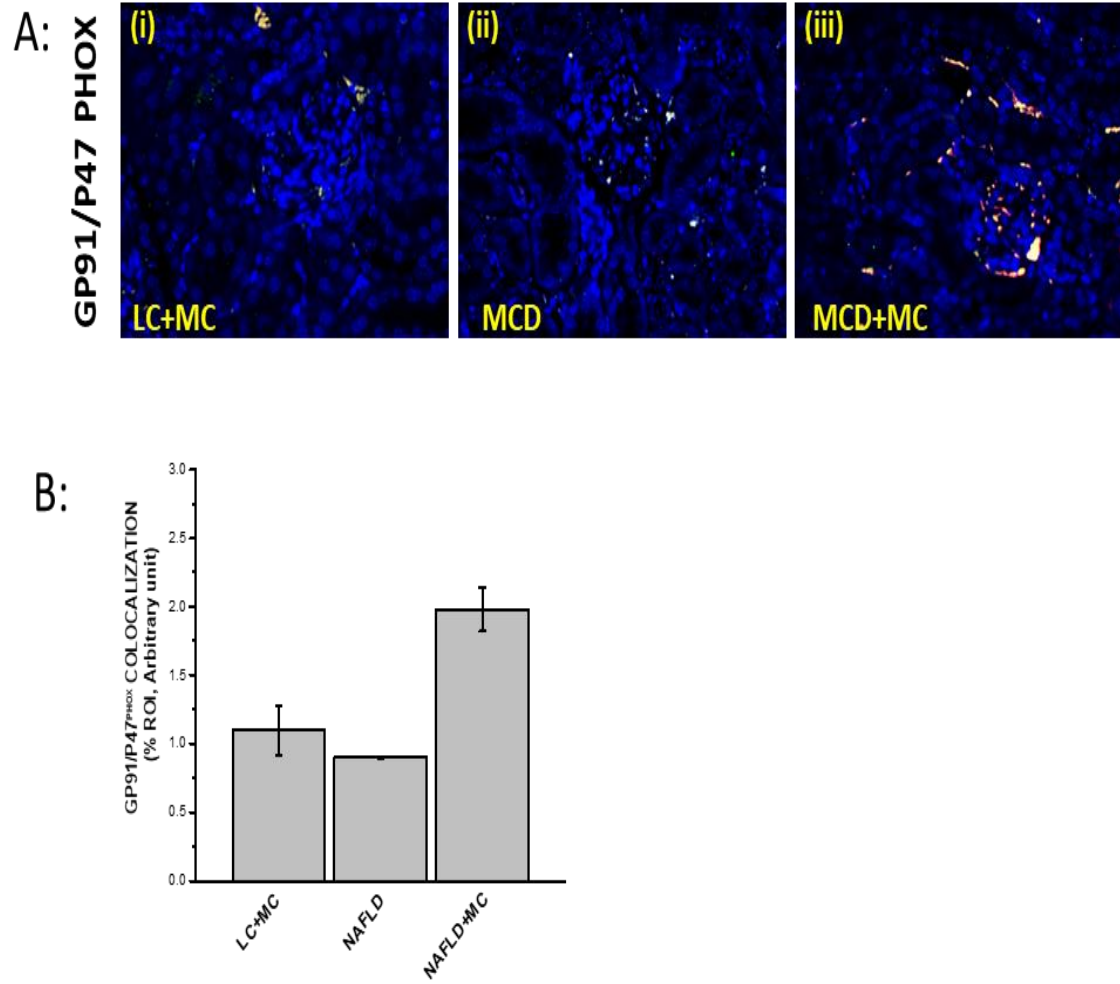 A:
GP91/P47 PHOX
(i)
(ii)
(iii)
LC+MC
MCD
MCD+MC
B:
GP91/P47PHOX COLOCALIZATION
(% ROI, Arbitrary unit)
3.0
2.5
2.0
1.5
1.0
0.5
0.0
LC+MC
NAFLD
NAFLD+MC